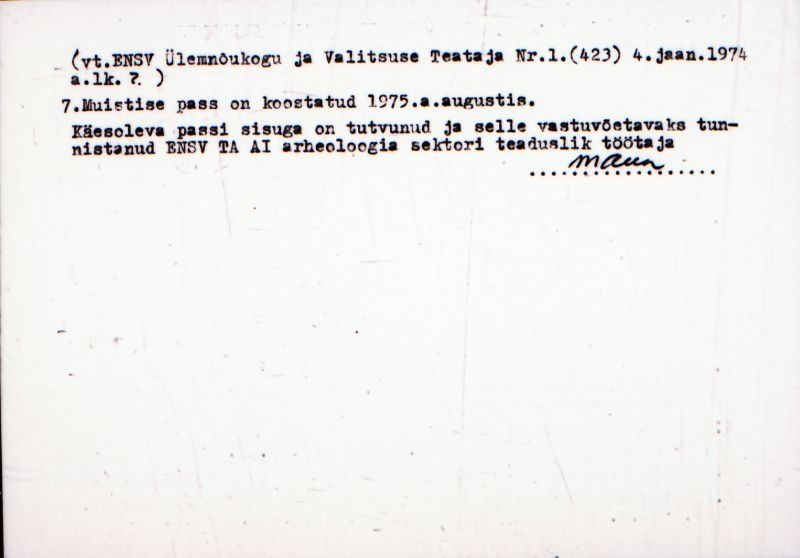 (vt.ENSV Ülemnõukogu ja Valitsuse Teataja Nr.1.(423) 4.jaan.1974
a.lk. 7. )
7.Muistise pass on koostatud 1975.a.augustis.
Käesoleva passi sisuga on tutvunud ja selle vastuvõetavaks tun-
nistanud ENSV TA AI arheoloogia sektori teaduslik töötaja
..................